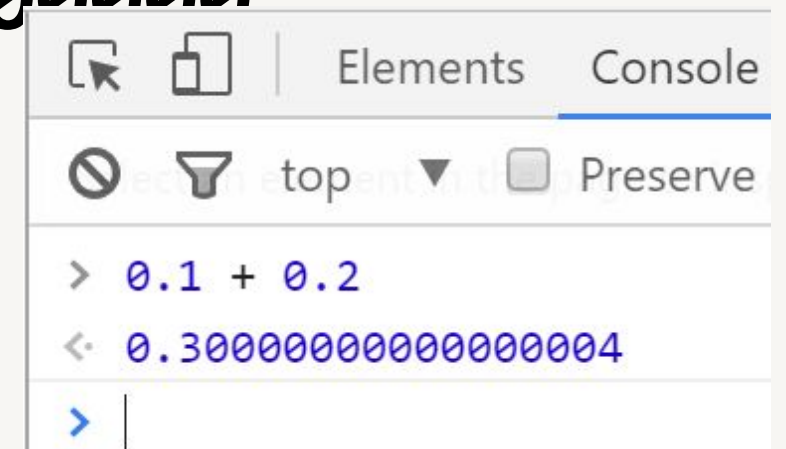 Elements Console
top ▼ Preserve
> 0.1 + 0.2
<· 0.30000000000000004
>